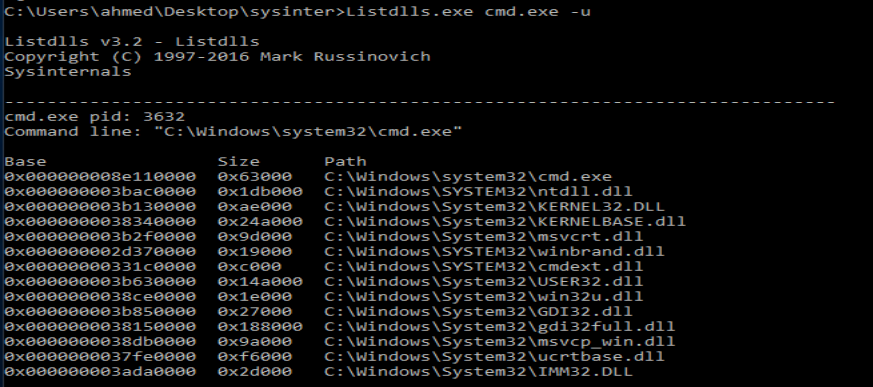 C:\Users\ahmed\Desktop\sysinter>Listdlls.exe cmd.exe -u
Listdlls v3.2 - Listdlls
Copyright (C) 1997-2016 Mark Russinovich
Sysinternals
------------------------------------------------------------------------------
cmd.exe pid: 3632
Command line: "C:\Windows\system32\cmd.exe"
Base Size Path
0x000000008e110000 0x63000 C:\Windows\system32\cmd.exe
0x000000003bac0000 0x1db000 C:\Windows\SYSTEM32\ntdll.dll
0x000000003b130000 0xae000 C:\Windows\System32\KERNEL32.DLL
0x0000000038340000 0x24a000 C:\Windows\System32\KERNELBASE.dll
0x000000003b2f0000 0x9d000 C:\Windows\System32\msvcrt.dll
0x000000002d370000 0x19000 C:\Windows\SYSTEM32\winbrand.dll
0x00000000331c0000 0xc000 C:\Windows\System32\cmdext.dll
0x000000003b630000 0x14a000 C:\Windows\System32\USER32.dll
0x0000000038ce0000 0x1e000 C:\Windows\System32\win32u.dll
0x000000003b850000 0x27000 C:\Windows\System32\GDI32.dll
0x0000000038150000 0x188000 C:\Windows\System32\gdi32full.dll
0x0000000038db0000 0x9a000 C:\Windows\System32\msvcp_win.dll
0x0000000037fe0000 0xf6000 C:\Windows\System32\ucrtbase.dll
0x000000003ada0000 0x2d000 C:\Windows\System32\IMM32.DLL